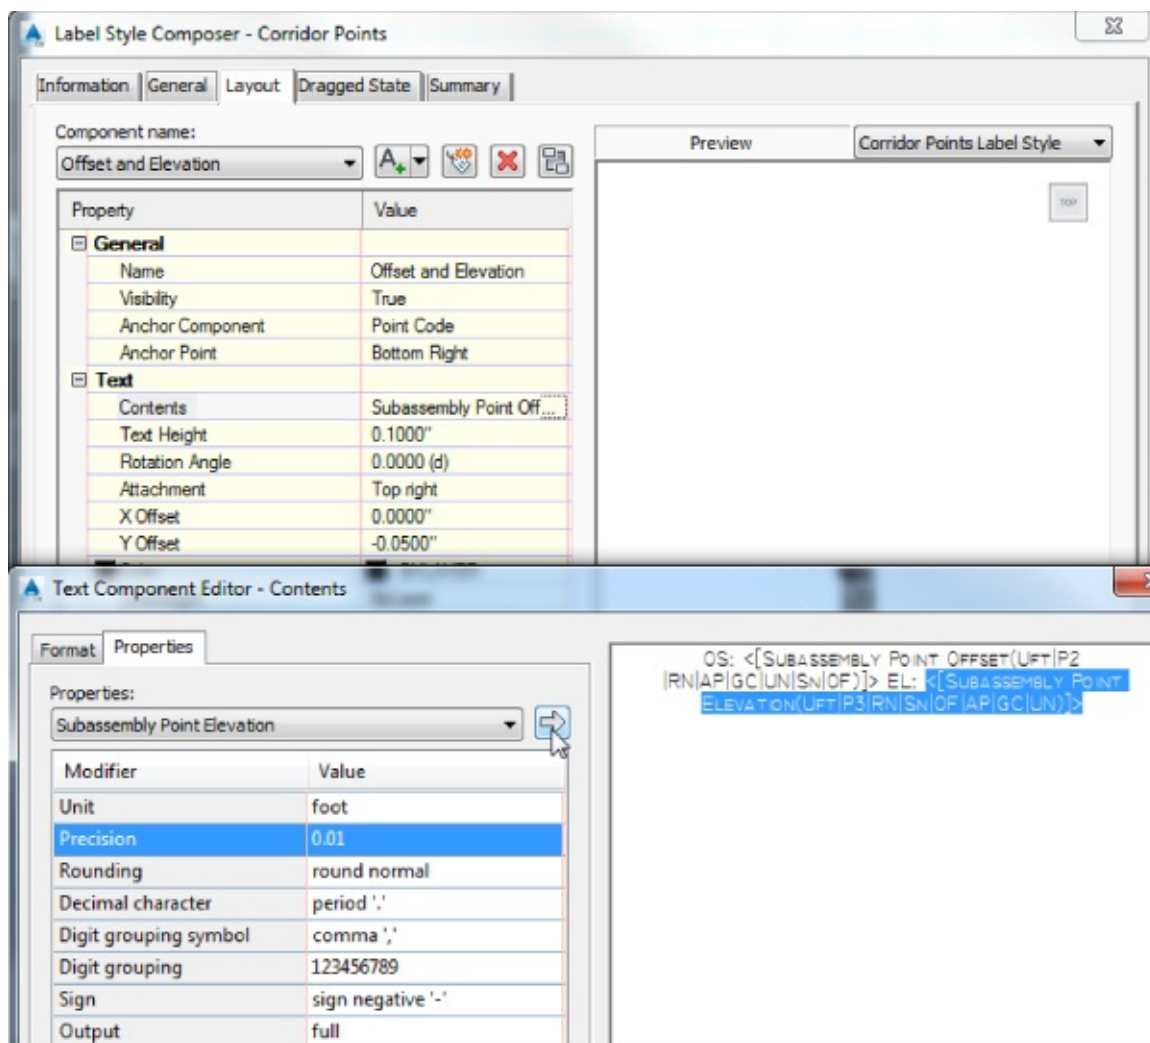 Label Style Composer - Corridor Points
Information General Layout Dragged State Summary
Component name:
Offset and Elevation
Preview
Corridor Points Label Style
TOP
Property Value
General
Name Offset and Elevation
Visibility True
Anchor Component Point Code
Anchor Point Bottom Right
Text
Contents Subassembly Point Off...
Text Height 0.1000"
Rotation Angle 0.0000 (d)
Attachment Top right
X Offset 0.0000"
Y Offset -0.0500"
Text Component Editor - Contents
Format Properties
Properties:
Subassembly Point Elevation
Modifier Value
Unit foot
Precision 0.01
Rounding round normal
Decimal character period '.'
Digit grouping symbol comma ','
Digit grouping 123456789
Sign sign negative '-'
Output full
OS: <[SUBASSEMBLY POINT OFFSET(UFT|P2
|RN|AP|GC|UN|SN|OF)]> EL: <[SUBASSEMBLY POINT
ELEVATION(UFT|P3|RN|SN|OF|AP|GC|UN)]>